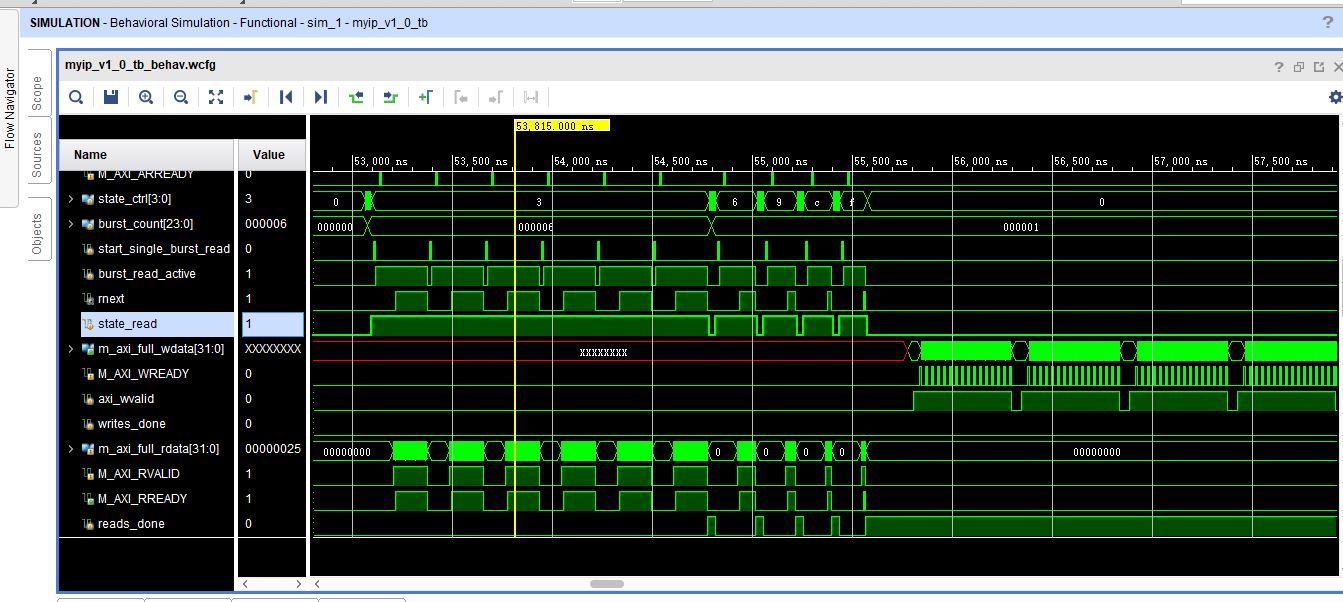 SIMULATION - Behavioral Simulation - Functional - sim_1 - myip_v1_0_tb
?
Flow Navigator
Scope
Sources
Objects
myip_v1_0_tb_behav.wcfg
?
53,815.000 ns
Name
Value
53,000 ns
53,500 ns
54,000 ns
54,500 ns
55,000 ns
55,500 ns
56,000 ns
56,500 ns
57,000 ns
57,500 ns
M_AXI_ARREADY 0
state_ctrl[3:0] 3 0 3 6 9 c f 0
burst_count[23:0] 000006 000000 000006 000001
start_single_burst_read 0
burst_read_active 1
rnext 1
state_read 1
m_axi_full_wdata[31:0] XXXXXXXX XXXXXXXX
M_AXI_WREADY 0
axi_wvalid 0
writes_done 0
m_axi_full_rdata[31:0] 00000025 00000000 0 0 0 0 00000000
M_AXI_RVALID 1
M_AXI_RREADY 1
reads_done 0